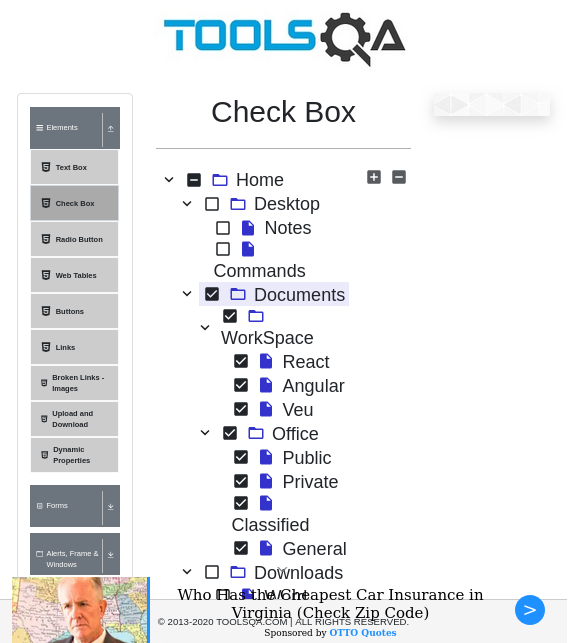 TOOLSQA
Elements
Text Box
Check Box
Radio Button
Web Tables
Buttons
Links
Broken Links -
Images
Upload and
Download
Dynamic
Properties
Forms
Alerts, Frame &
Windows
Check Box
Home
Desktop
Notes
Commands
Documents
WorkSpace
React
Angular
Veu
Office
Public
Private
Classified
General
Downloads
Who Has the Cheapest Car Insurance in
Virginia (Check Zip Code)
© 2013-2020 TOOLSQA.COM | ALL RIGHTS RESERVED.
Sponsored by OTTO Quotes